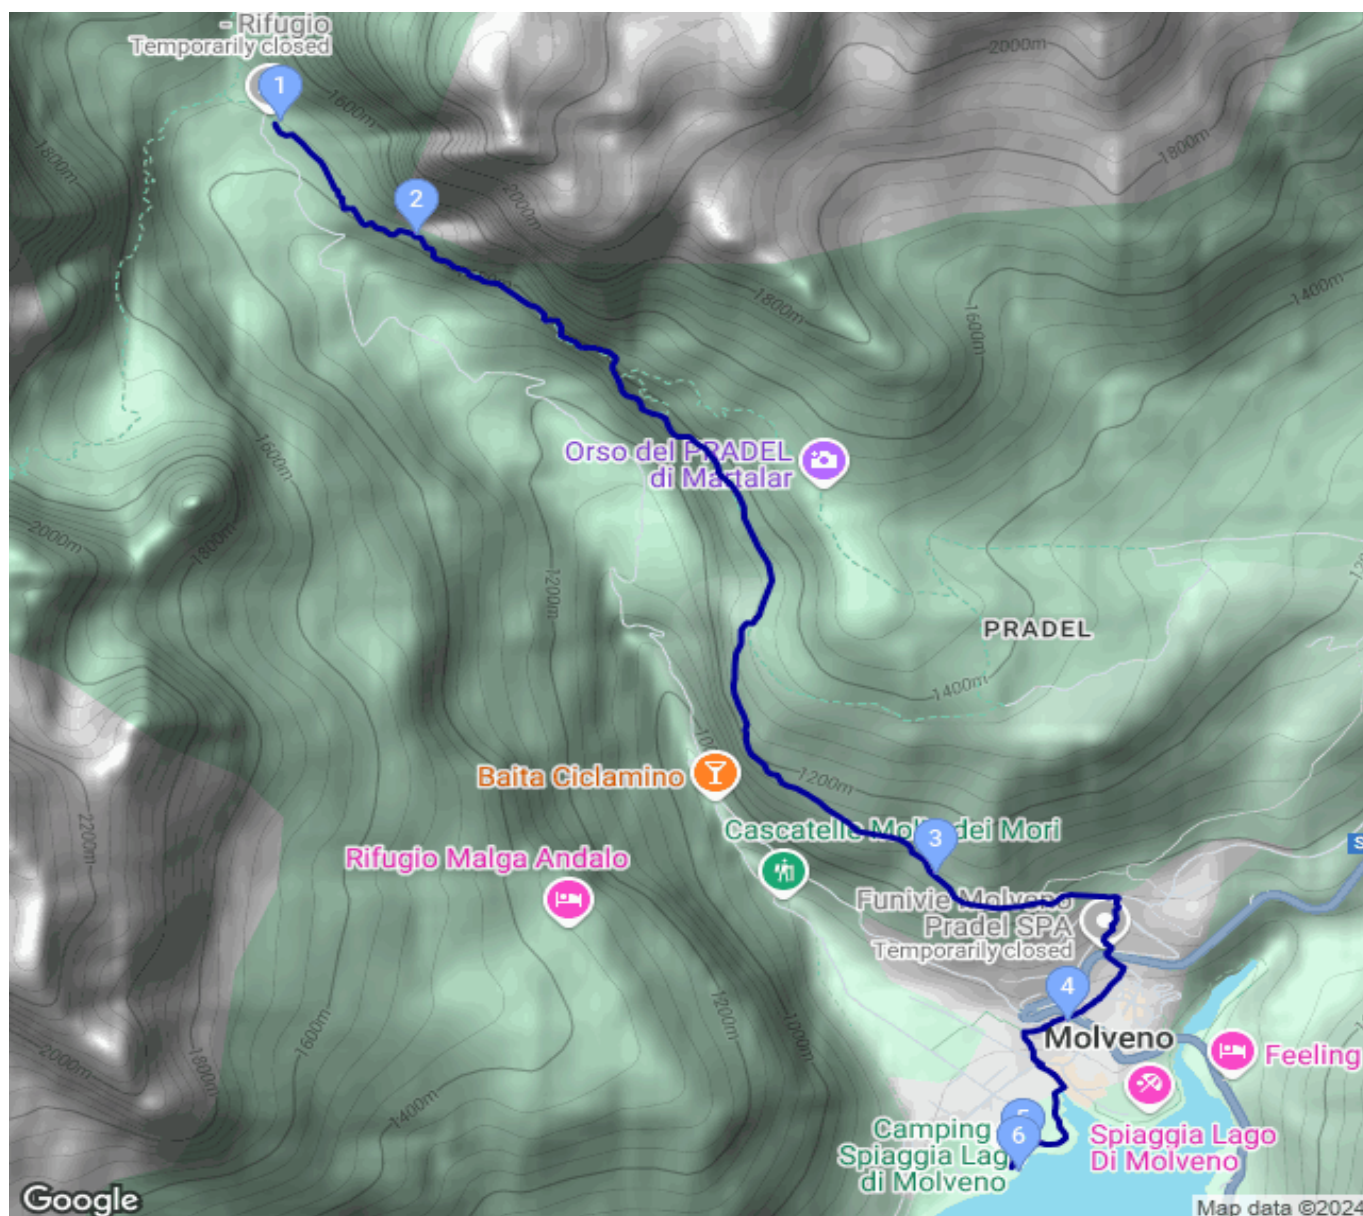 - Rifugio
Temporarily closed
1
2000m
1600m
1800m
1800m
2
2000m
1400m
1800m
1600m
Orso del PRADEL
di Martalar
1600m
2000m
1800m
1200m
PRADEL
1400m
Baita Ciclamino
1200m
2200m
Cascatelle Mol dei Mori
3
Rifugio Malga Andalo
S
Funivie Molveno
Pradel SPA
Temporarily closed
4
1200m
1000m
1600m
Molveno
Feeling
2000m
1800m
1400m
5
6
Camping
Spiaggia Lag
di Molveno
Spiaggia Lago
Di Molveno
Google
Map data ©2024